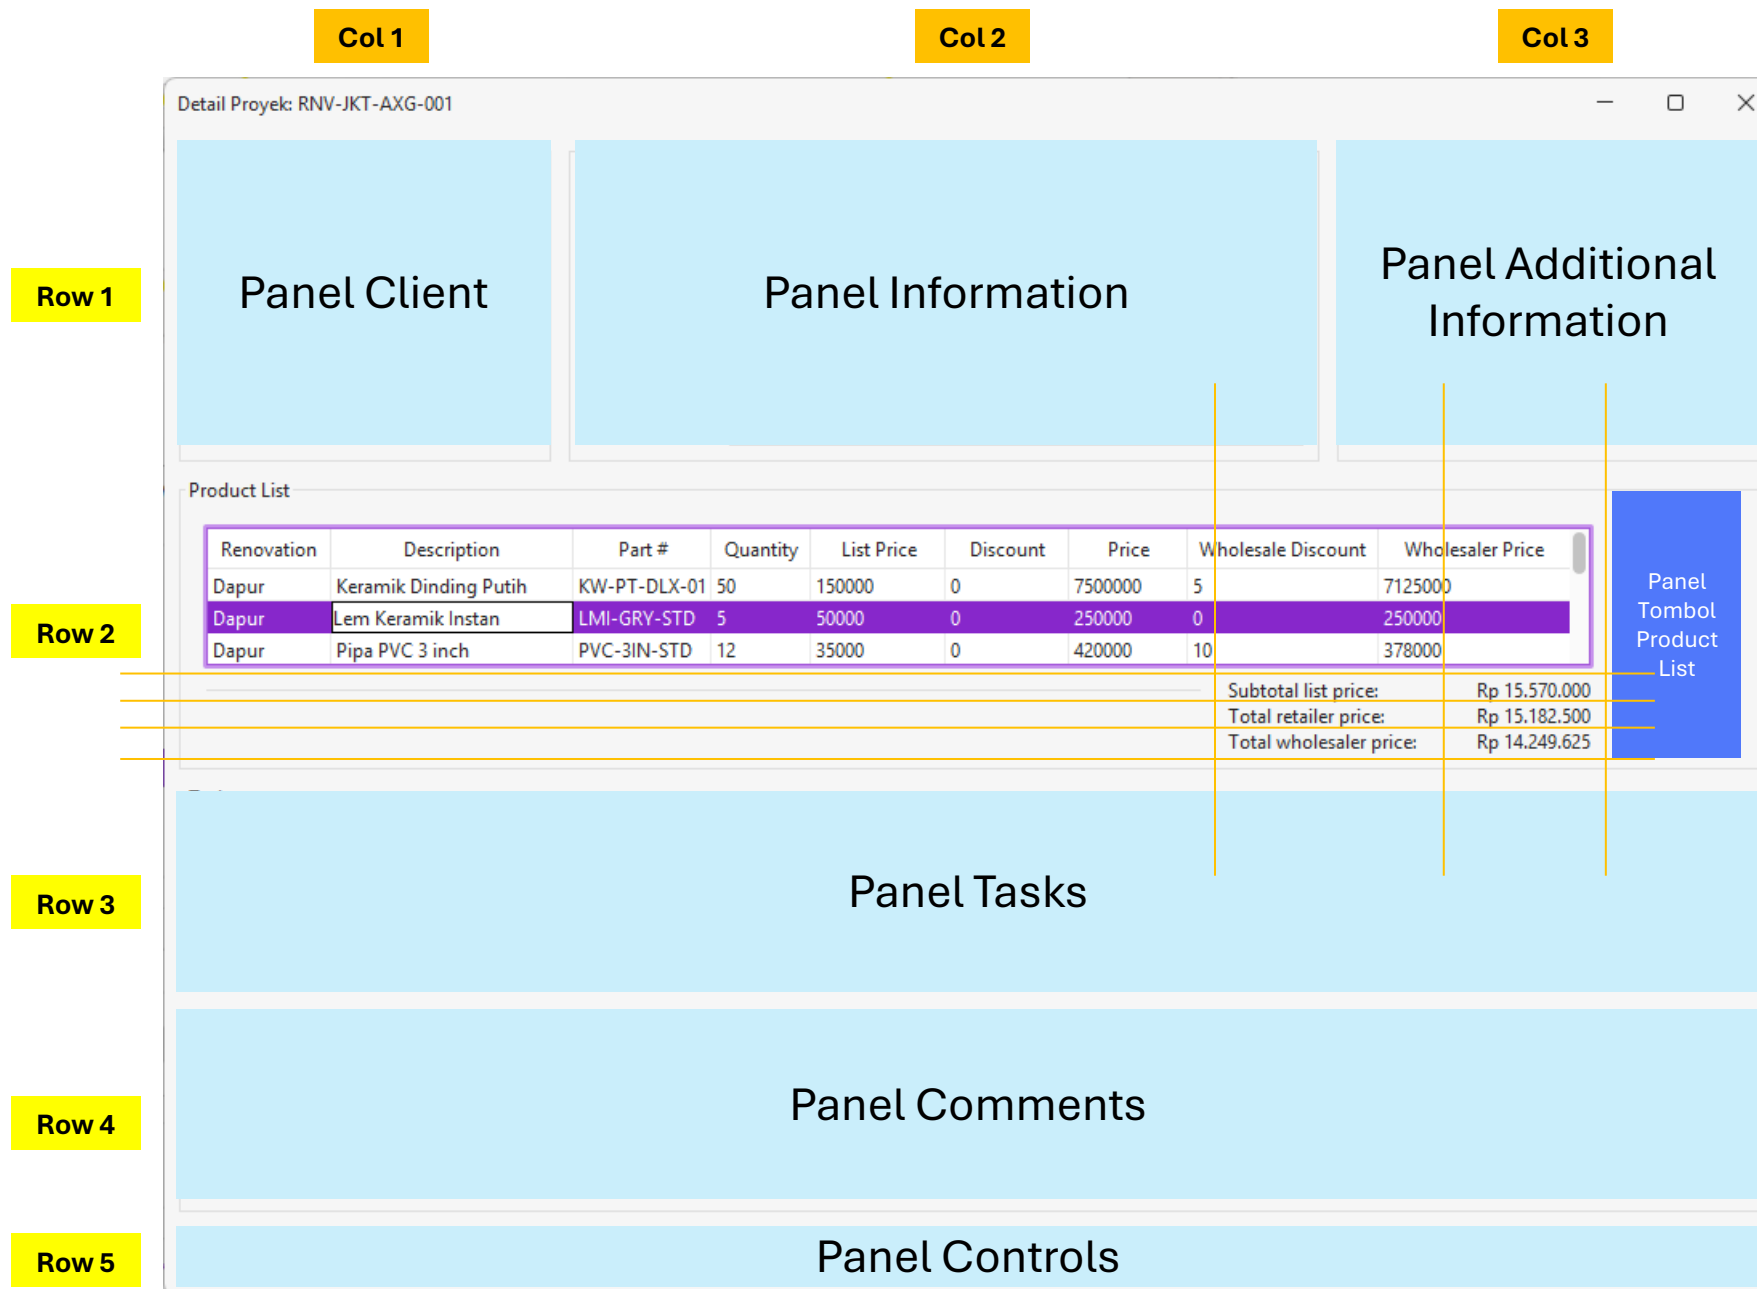 Col 1
Col 2
Col 3
Detail Proyek: RNV-JKT-AXG-001
Row 1
Panel Client
Panel Information
Panel Additional
Information
Product List
Row 2
Renovation Description Part # Quantity List Price Discount Price Wholesale Discount Wholesaler Price
Dapur Keramik Dinding Putih KW-PT-DLX-01 50 150000 0 7500000 5 7125000
Dapur Lem Keramik Instan LMI-GRY-STD 5 50000 0 250000 0 250000
Dapur Pipa PVC 3 inch PVC-3IN-STD 12 35000 0 420000 10 378000
Subtotal list price: Rp 15.570.000
Total retailer price: Rp 15.182.500
Total wholesaler price: Rp 14.249.625
Panel
Tombol
Product
List
Row 3
Panel Tasks
Row 4
Panel Comments
Row 5
Panel Controls